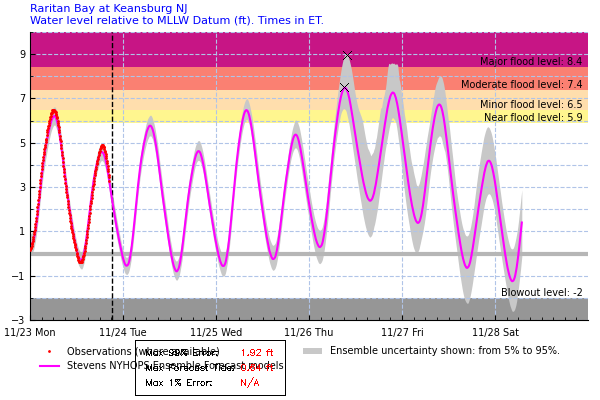 Raritan Bay at Keansburg NJ
Water level relative to MLLW Datum (ft). Times in ET.
9
7
5
3
1
−1
−3
Major flood level: 8.4
Moderate flood level: 7.4
Minor flood level: 6.5
Near flood level: 5.9
Blowout level: -2
11/23 Mon 11/24 Tue 11/25 Wed 11/26 Thu 11/27 Fri 11/28 Sat
Observations (where available)
Stevens NYHOPS Ensemble Forecast models
Ensemble uncertainty shown: from 5% to 95%.
Max Forecast Tide:
Max 1% Error: N/A